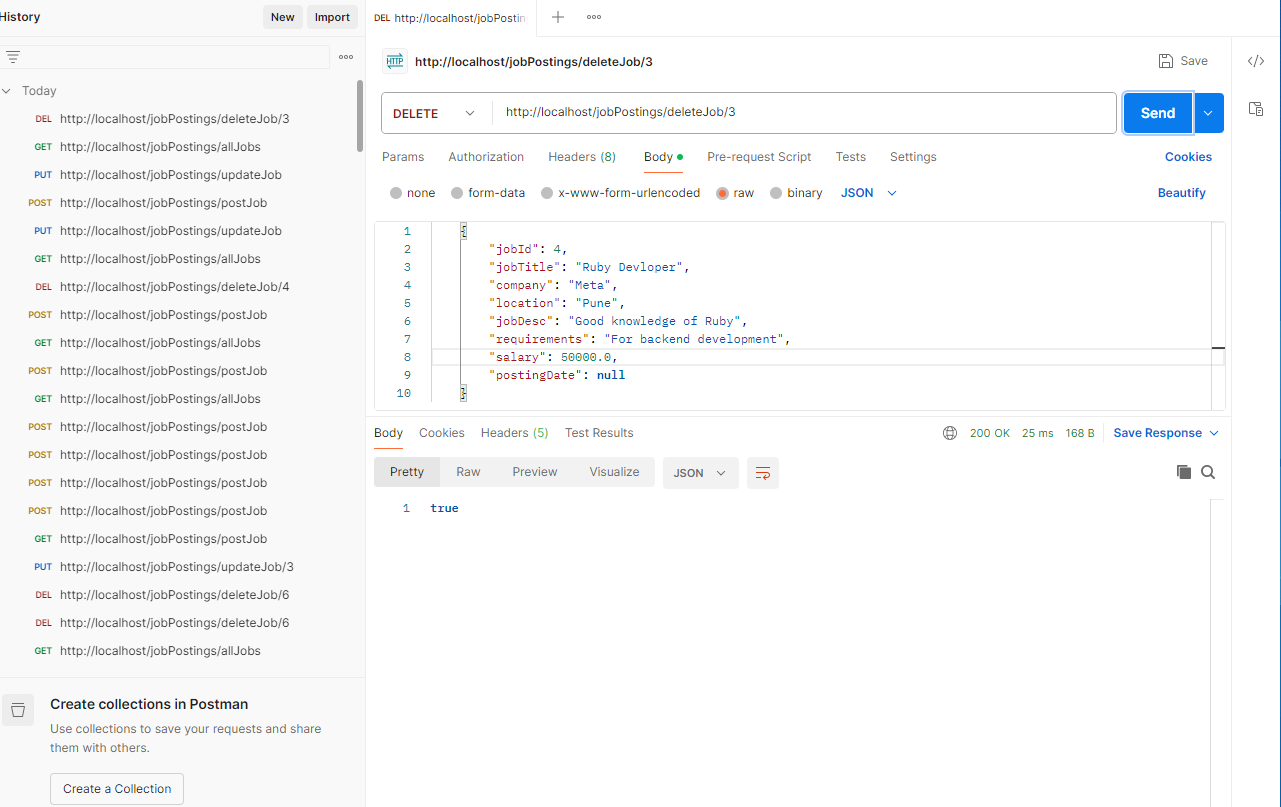 History
New
Import
Today
DEL http://localhost/jobPostings/deleteJob/3
GET http://localhost/jobPostings/allJobs
PUT http://localhost/jobPostings/updateJob
POST http://localhost/jobPostings/postJob
PUT http://localhost/jobPostings/updateJob
GET http://localhost/jobPostings/allJobs
DEL http://localhost/jobPostings/deleteJob/4
POST http://localhost/jobPostings/postJob
GET http://localhost/jobPostings/allJobs
POST http://localhost/jobPostings/postJob
GET http://localhost/jobPostings/allJobs
POST http://localhost/jobPostings/postJob
POST http://localhost/jobPostings/postJob
POST http://localhost/jobPostings/postJob
POST http://localhost/jobPostings/postJob
GET http://localhost/jobPostings/postJob
PUT http://localhost/jobPostings/updateJob/3
DEL http://localhost/jobPostings/deleteJob/6
DEL http://localhost/jobPostings/deleteJob/6
GET http://localhost/jobPostings/allJobs
Create collections in Postman
Use collections to save your requests and share
them with others.
Create a Collection
DEL http://localhost/jobPostin
HTTP http://localhost/jobPostings/deleteJob/3
Save
DELETE http://localhost/jobPostings/deleteJob/3
Send
Params Authorization Headers (8) Body Pre-request Script Tests Settings Cookies
none form-data x-www-form-urlencoded raw binary JSON Beautify
1 {
2 "jobId": 4,
3 "jobTitle": "Ruby Devloper",
4 "company": "Meta",
5 "location": "Pune",
6 "jobDesc": "Good knowledge of Ruby",
7 "requirements": "For backend development",
8 "salary": 50000.0,
9 "postingDate": null
10 }
Body Cookies Headers (5) Test Results 200 OK 25 ms 168 B Save Response
Pretty Raw Preview Visualize JSON
1 true